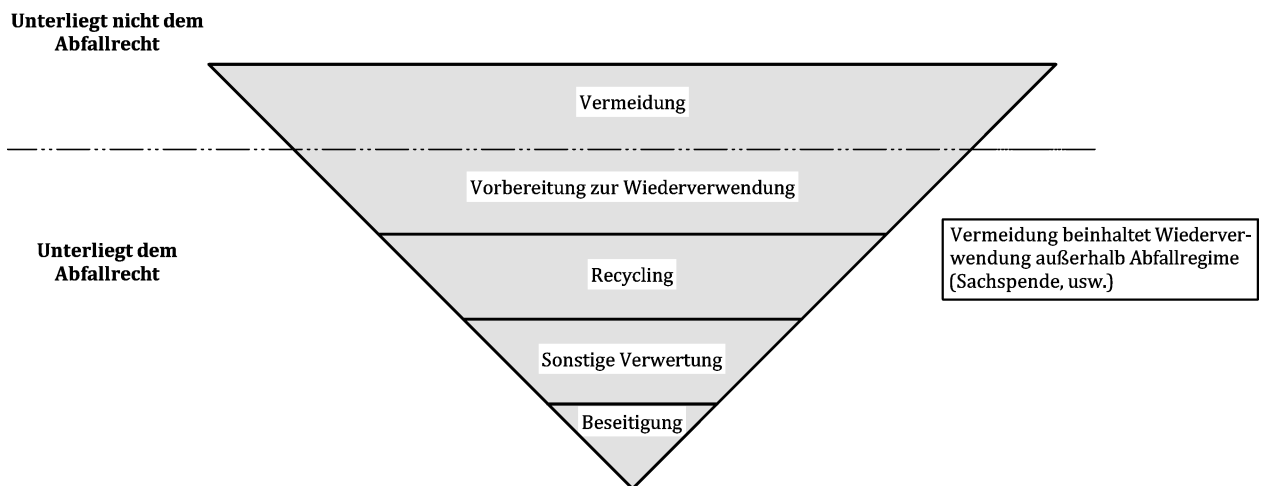 Unterliegt nicht dem
Abfallrecht
Vermeidung
Vorbereitung zur Wiederverwendung
Unterliegt dem
Abfallrecht
Recycling
Vermeidung beinhaltet Wiederver-
wendung außerhalb Abfallregime
(Sachspende, usw.)
Sonstige Verwertung
Beseitigung